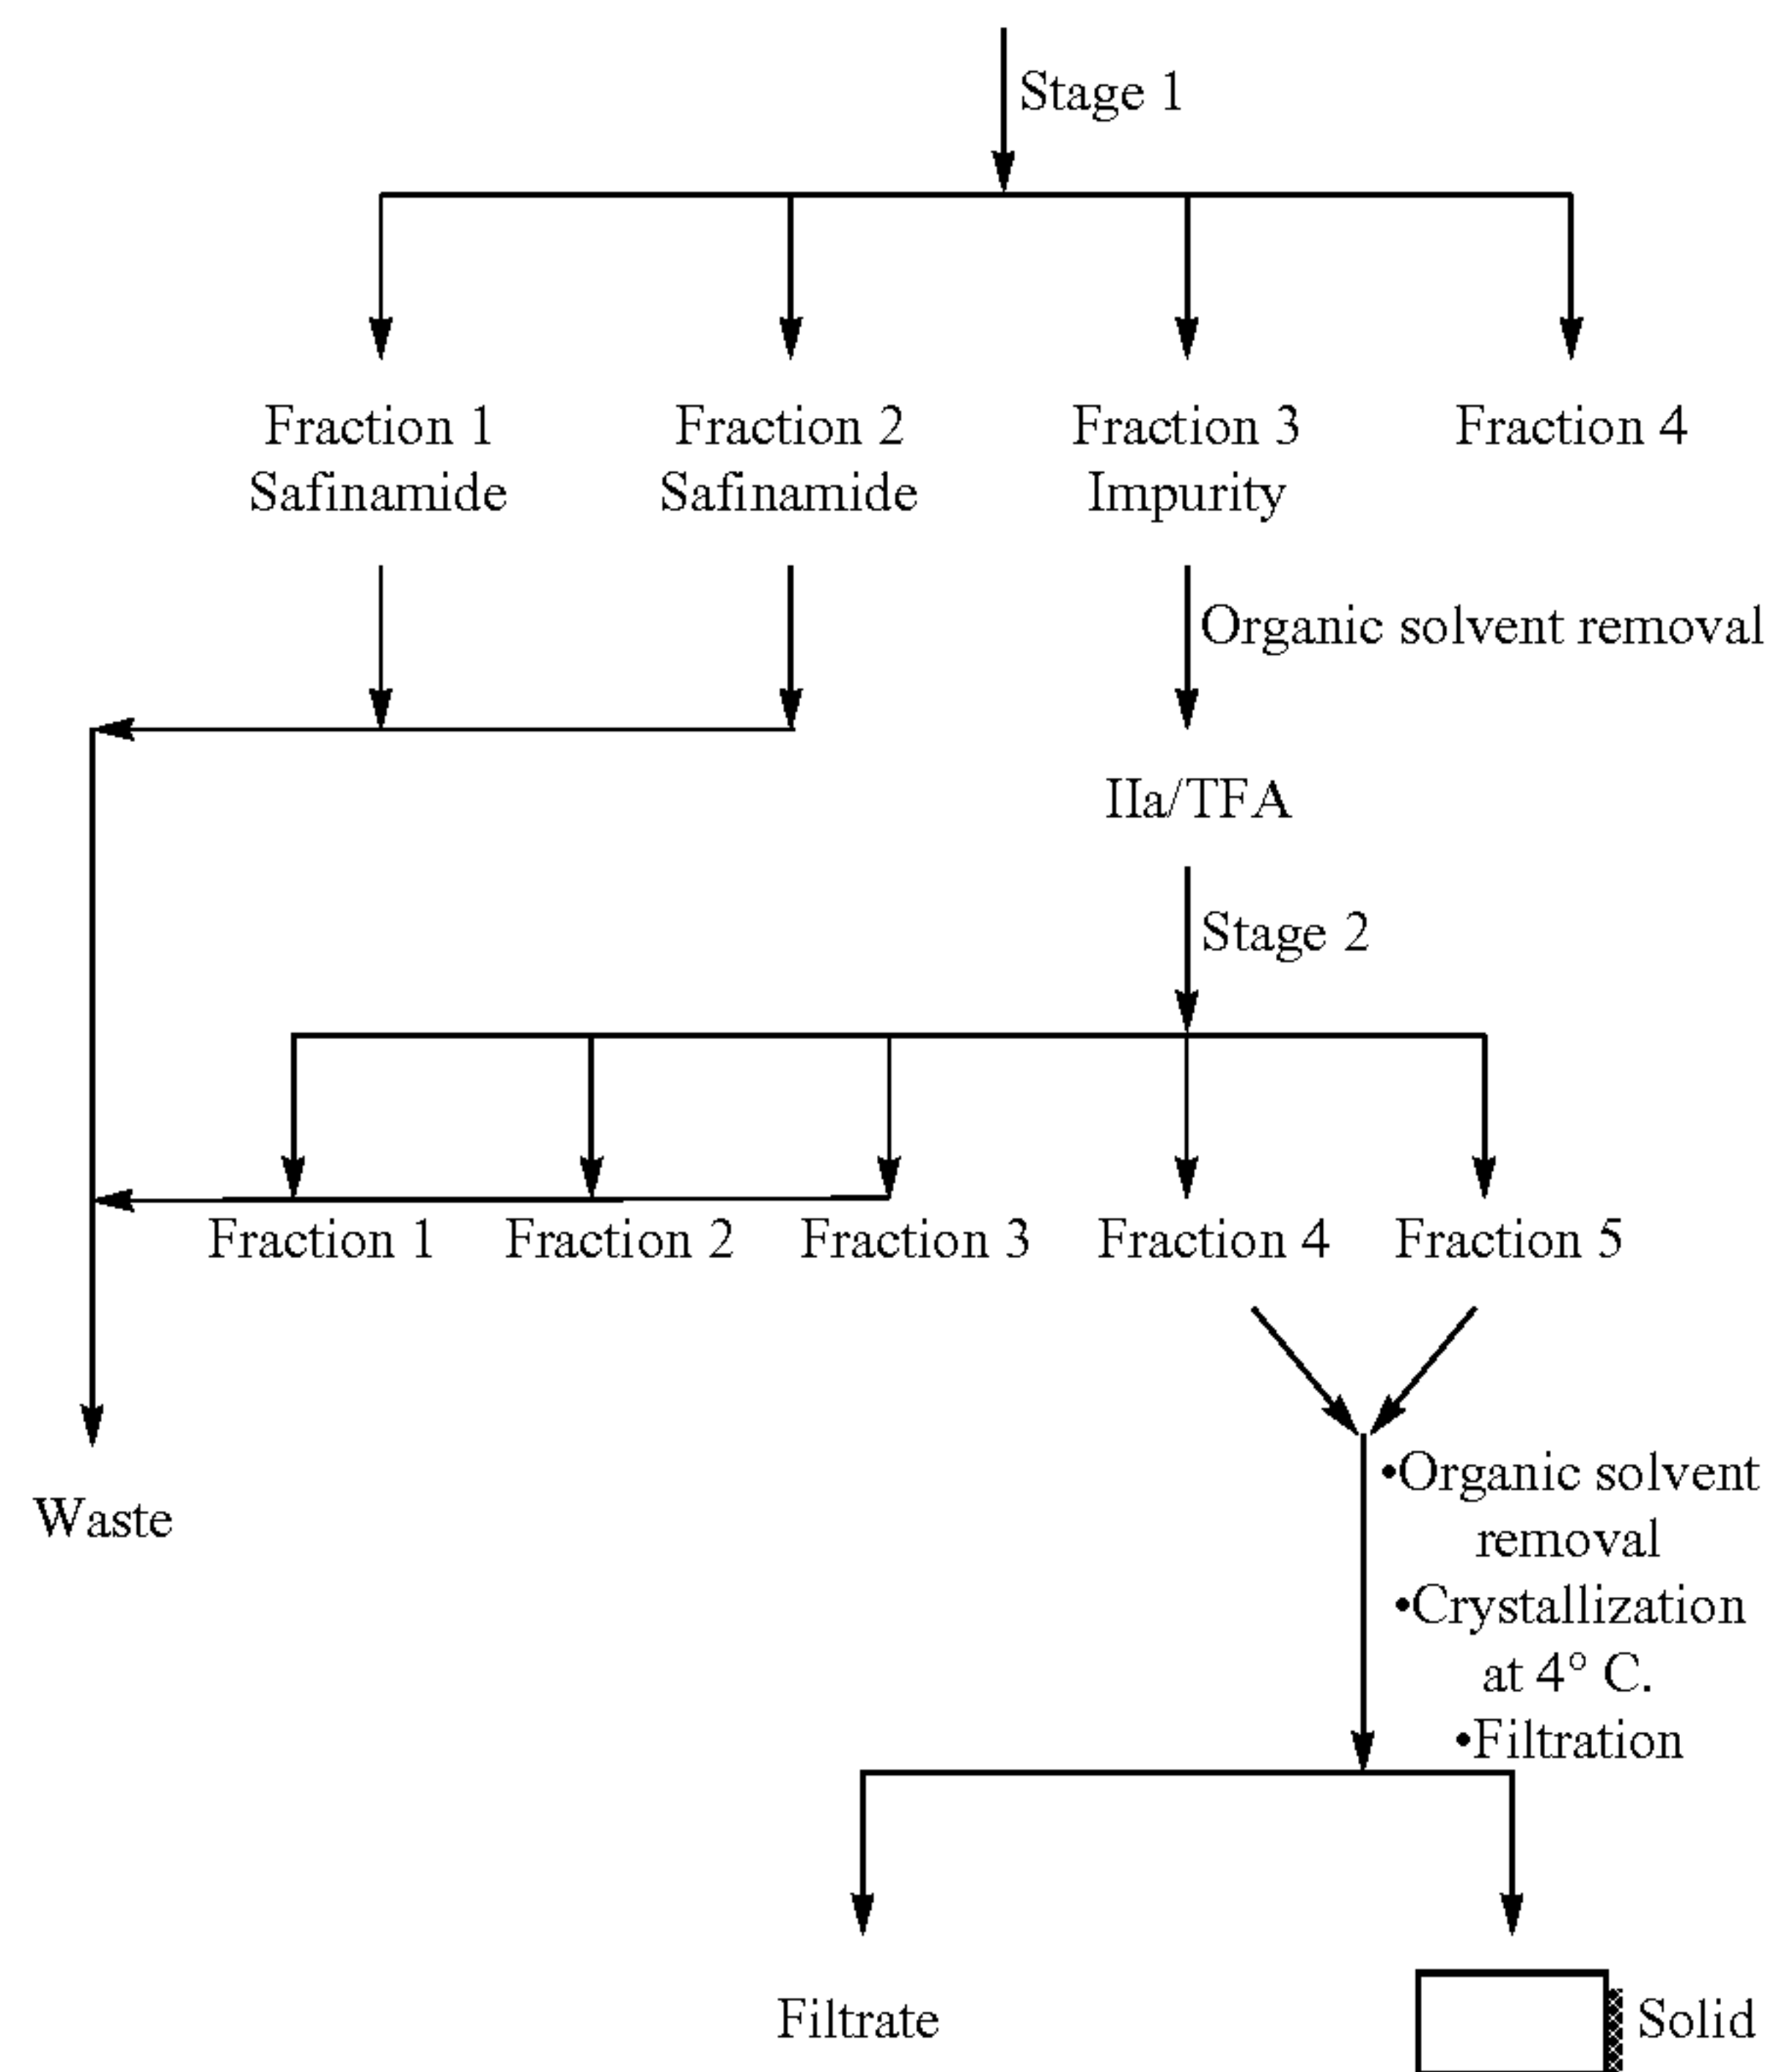 Stage 1
Fraction 1
Safinamide
Fraction 2
Safinamide
Fraction 3
Impurity
Fraction 4
Organic solvent removal
IIa/TFA
Stage 2
Fraction 1
Fraction 2
Fraction 3
Fraction 4
Fraction 5
Waste
•Organic solvent
removal
•Crystallization
at 4° C.
•Filtration
Filtrate
Solid